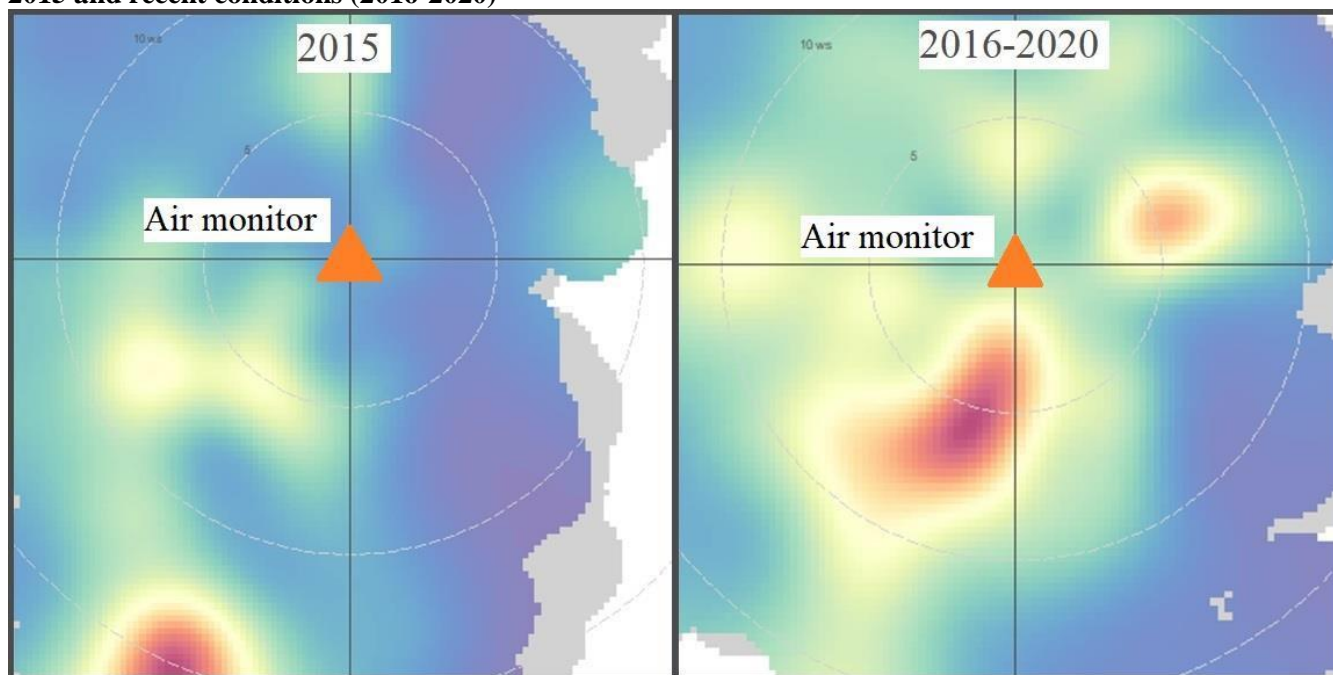 2015 and recent conditions (2016-2020)
10 ws
2015
5
Air monitor
10 ws
2016-2020
5
Air monitor